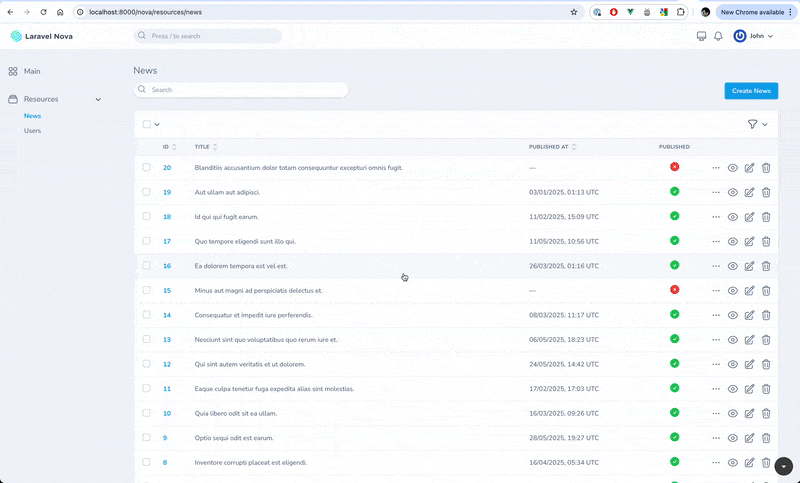 localhost:8000/nova/resources/news
New Chrome available
Laravel Nova
Press / to search
John
Main
Resources
News
Users
News
Search
Create News
ID TITLE PUBLISHED AT PUBLISHED
20 Blanditiis accusantium dolor totam consequuntur excepturi omnis fugit. —
19 Aut ullam aut adipisci. 03/01/2025, 01:13 UTC
18 Id qui qui fugit earum. 11/02/2025, 15:09 UTC
17 Quo tempore eligendi sunt illo qui. 11/05/2025, 10:56 UTC
16 Ea dolorem tempora est vel est. 26/03/2025, 01:16 UTC
15 Minus aut magni ad perspiciatis delectus et. —
14 Consequatur et impedit iure perferendis. 08/03/2025, 11:17 UTC
13 Nesciunt sint quo voluptatibus quo rerum iure et. 06/05/2025, 18:23 UTC
12 Qui sint autem veritatis et ut dolorem. 24/05/2025, 14:42 UTC
11 Eaque culpa tenetur fuga expedita alias sint molestias. 17/02/2025, 17:03 UTC
10 Quia libero odit sit ea ullam. 16/03/2025, 09:26 UTC
9 Optio sequi odit est earum. 28/05/2025, 19:27 UTC
8 Inventore corrupti placeat est eligendi. 16/04/2025, 05:34 UTC